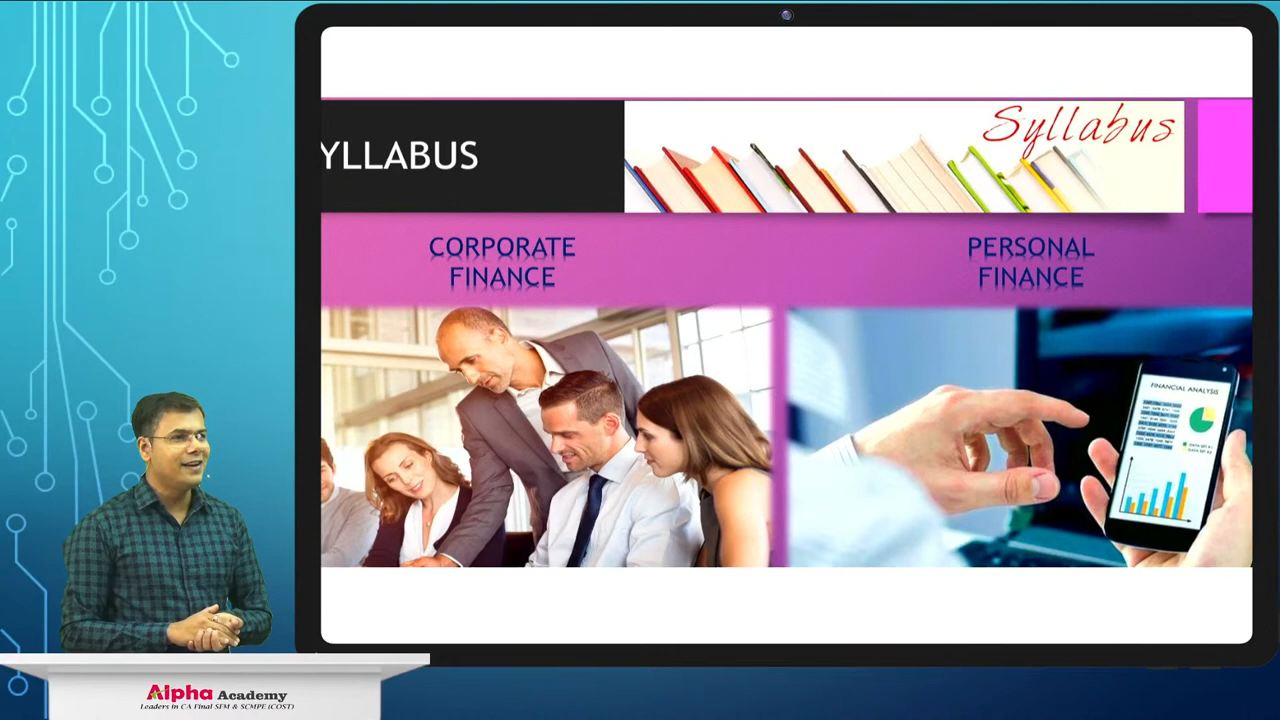 YLLABUS
Syllabus
CORPORATE
FINANCE
PERSONAL
FINANCE
FINANCIAL ANALYSIS
Alpha Academy
Leaders in CA Final SFM & SCMPE (COST)